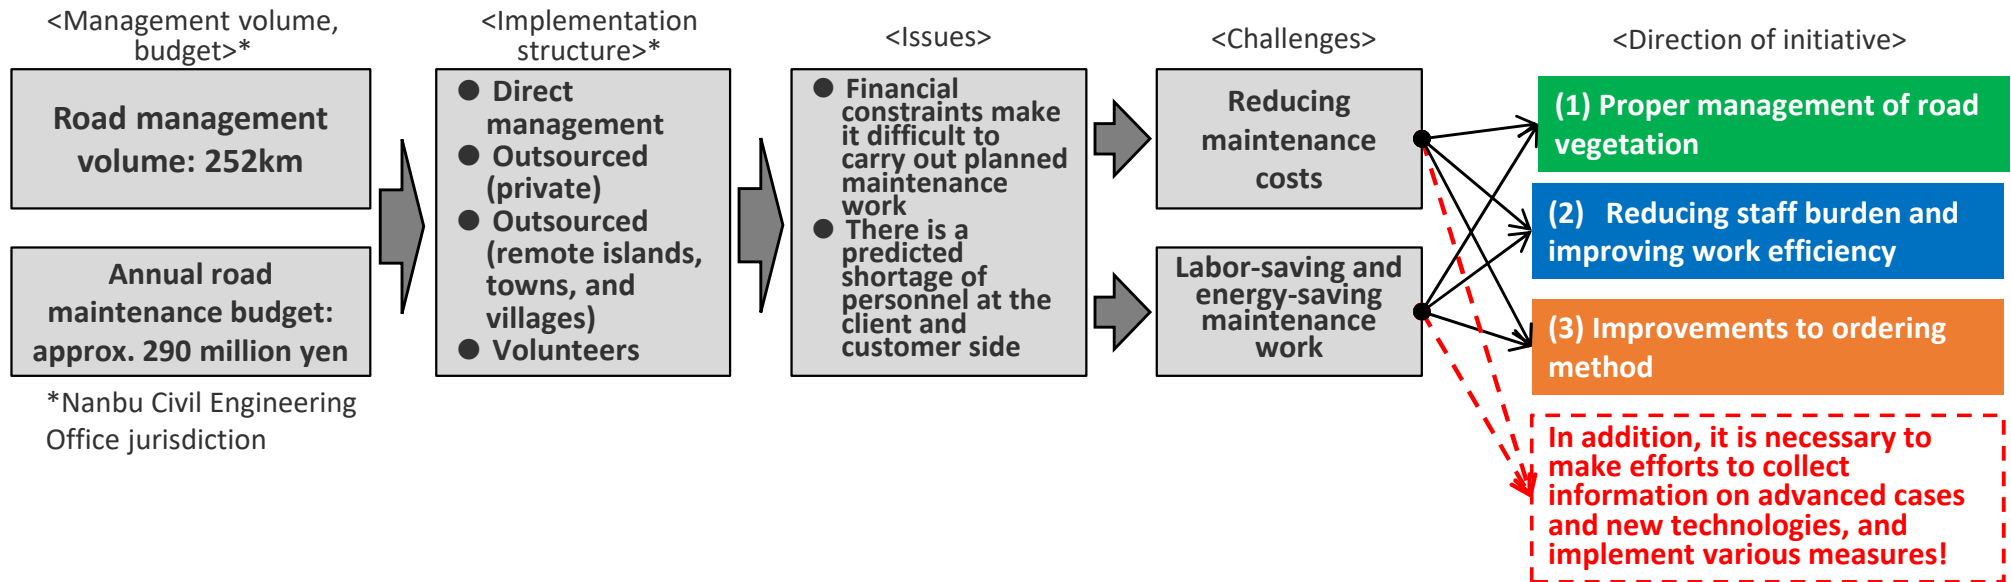 <Management volume,
budget>*
Road management
volume: 252km
Annual road
maintenance budget:
approx. 290 million yen
*Nanbu Civil Engineering
Office jurisdiction
<Implementation
structure>*
● Direct
management
● Outsourced
(private)
● Outsourced
(remote islands,
towns, and
villages)
● Volunteers
<Issues>
● Financial
constraints make
it difficult to
carry out planned
maintenance
work
● There is a
predicted
shortage of
personnel at the
client and
customer side
<Challenges>
Reducing
maintenance
costs
Labor-saving and
energy-saving
maintenance
work
<Direction of initiative>
(1) Proper management of road
vegetation
(2) Reducing staff burden and
improving work efficiency
(3) Improvements to ordering
method
In addition, it is necessary to
make efforts to collect
information on advanced cases
and new technologies, and
implement various measures!